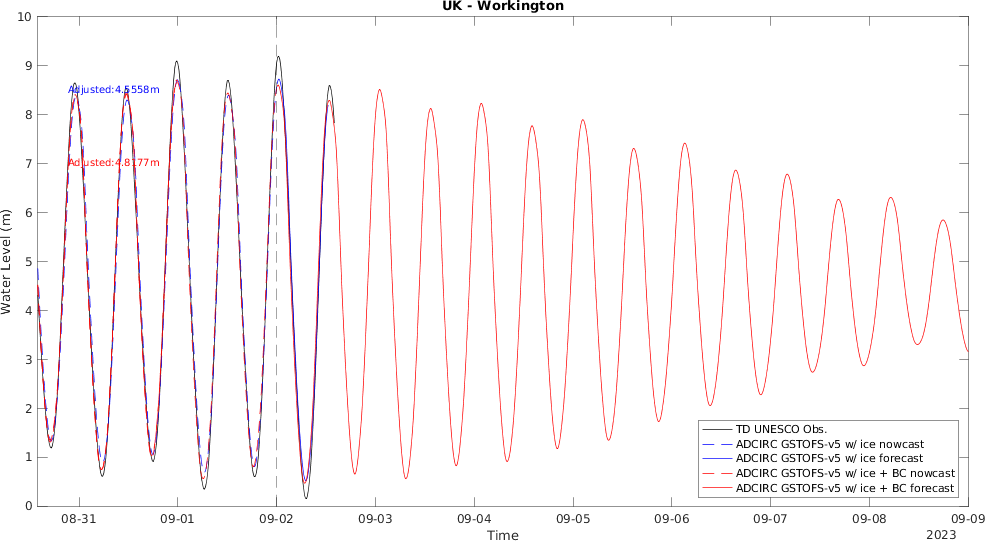 UK - Workington
10
9
8
7
6
5
4
3
2
1
0
Water Level (m)
Adjusted:4.5558m
Adjusted:4.8177m
TD UNESCO Obs.
ADCIRC GSTOFS-v5 w/ ice nowcast
ADCIRC GSTOFS-v5 w/ ice forecast
ADCIRC GSTOFS-v5 w/ ice + BC nowcast
ADCIRC GSTOFS-v5 w/ ice + BC forecast
08-31 09-01 09-02 09-03 09-04 09-05 09-06 09-07 09-08 09-09
Time
2023